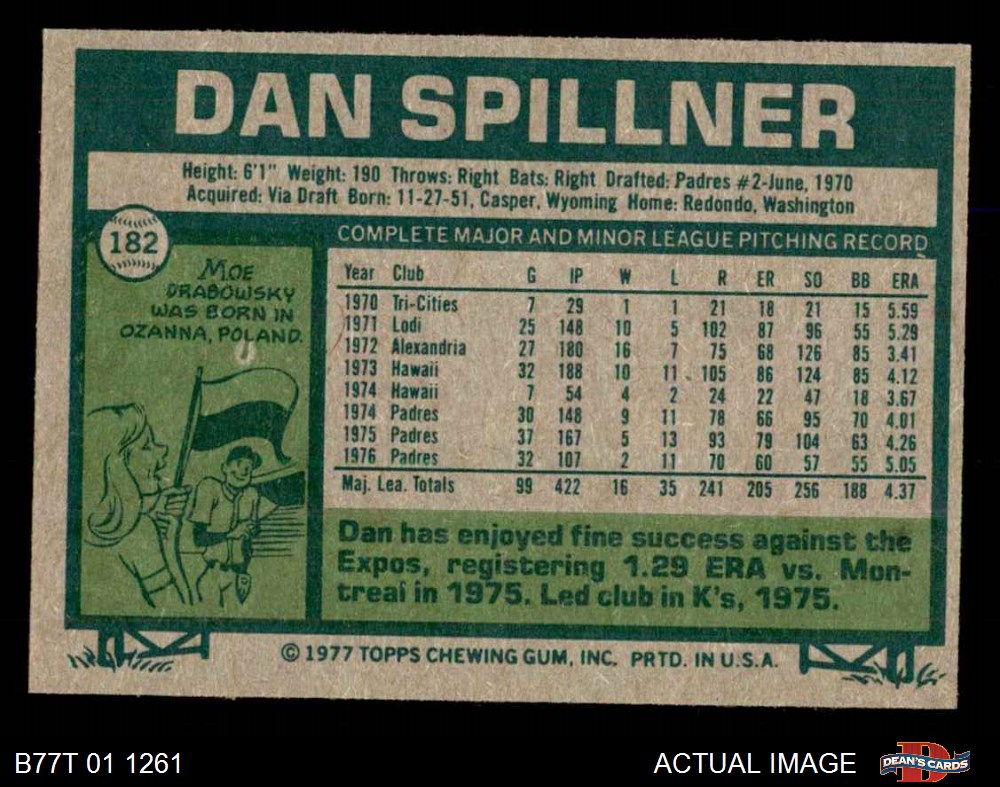 DAN SPILLNER
Height: 6'1" Weight: 190 Throws: Right Bats: Right Drafted: Padres #2-June, 1970
Acquired: Via Draft Born: 11-27-51, Casper, Wyoming Home: Redondo, Washington
182
MOE
DRABOWSKY
WAS BORN IN
OZANNA, POLAND.
COMPLETE MAJOR AND MINOR LEAGUE PITCHING RECORD
Year Club G IP W L R ER SO BB ERA
1970 Tri-Cities 7 29 1 1 21 18 21 15 5.59
1971 Lodi 25 148 10 5 102 87 96 55 5.29
1972 Alexandria 27 180 16 7 75 68 126 85 3.41
1973 Hawaii 32 188 10 11 105 86 124 85 4.12
1974 Hawaii 7 54 4 2 24 22 47 18 3.67
1974 Padres 30 148 9 11 78 66 95 70 4.01
1975 Padres 37 167 5 13 93 79 104 63 4.26
1976 Padres 32 107 2 11 70 60 57 55 5.05
Maj. Lea. Totals 99 422 16 35 241 205 256 188 4.37
Dan has enjoyed fine success against the
Expos, registering 1.29 ERA vs. Mon-
treal in 1975. Led club in K's, 1975.
© 1977 TOPPS CHEWING GUM, INC. PRTD. IN U.S.A.
B77T 01 1261
ACTUAL IMAGE
DEAN'S CARDS